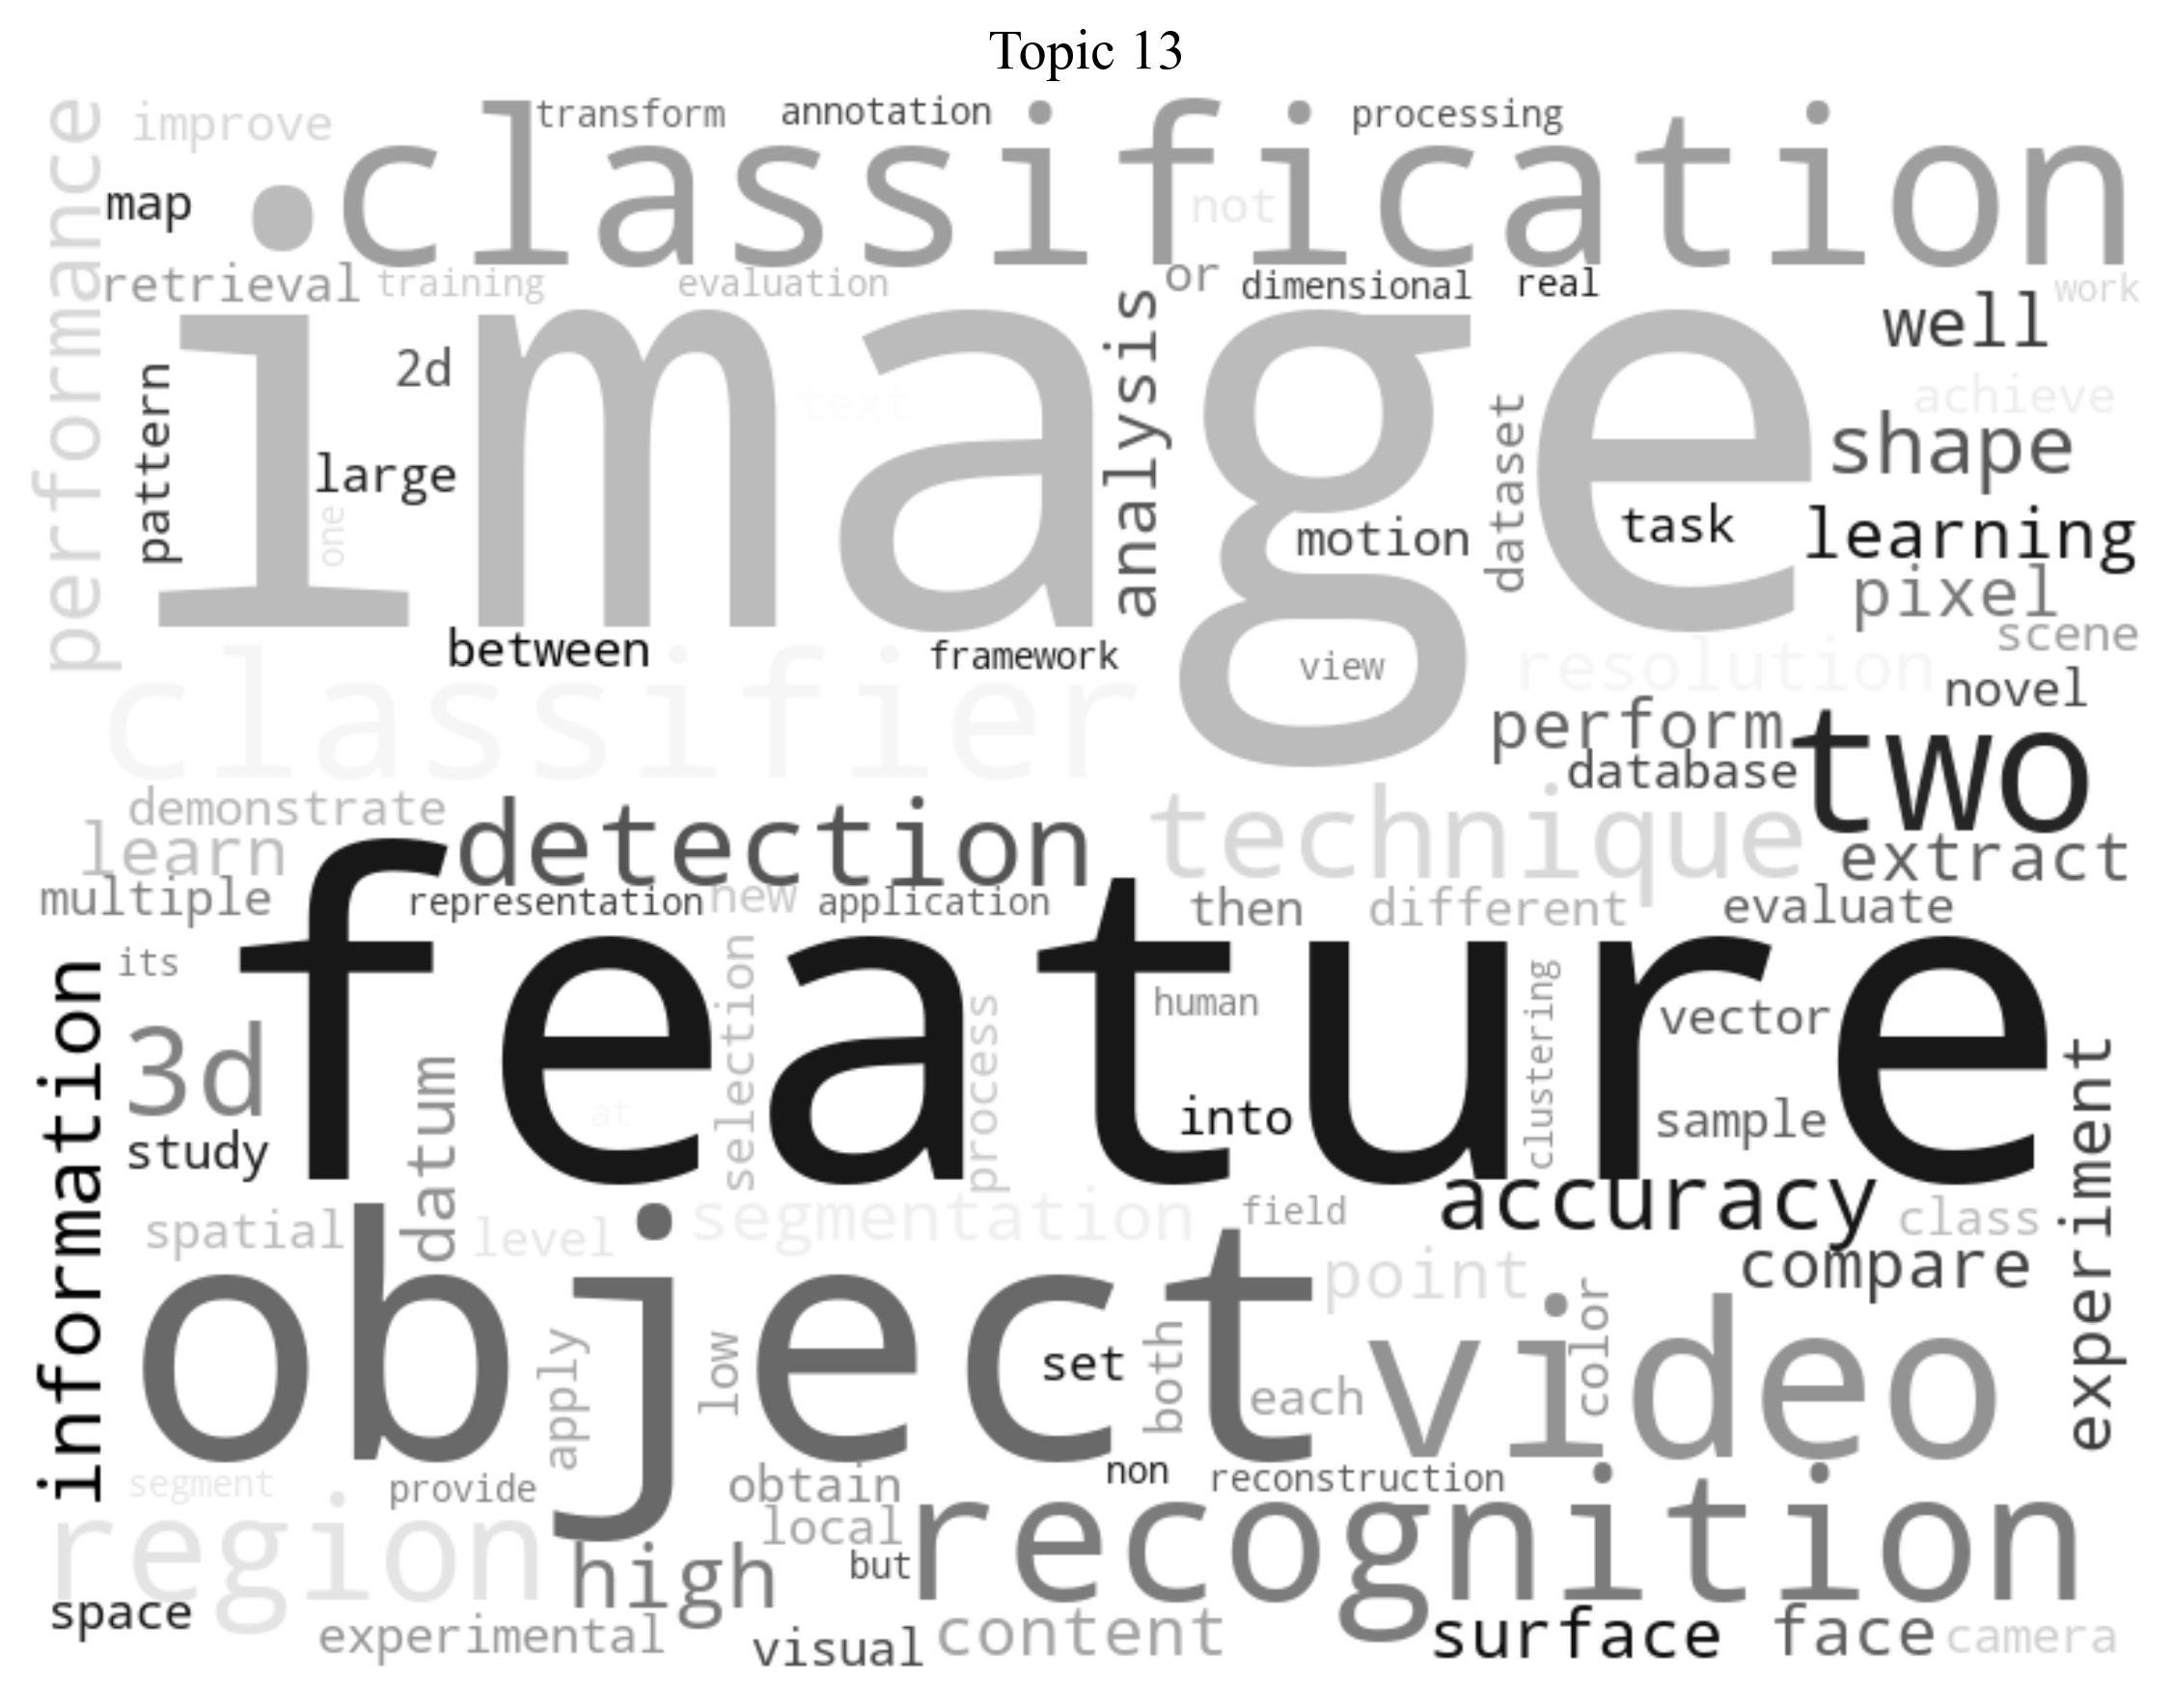 Topic 13
improve
transform
annotation
processing
classification
performance
map
not
retrieval
training
evaluation
or
dimensional
real
work
image
well
2d
text
analysis
achieve
pattern
large
dataset
shape
one
motion
task
learning
pixel
between
framework
view
scene
resolution
classifier
novel
perform
two
database
demonstrate
detection
technique
learn
extract
multiple
representation
new
application
then
different
evaluate
feature
its
information
selection
process
human
clustering
vector
3d
datum
at
into
sample
experiment
study
accuracy
spatial
level
segmentation
field
class
object
point
compare
apply
low
set
both
each
video
color
segment
provide
obtain
non
reconstruction
region
local
recognition
high
but
space
experimental
visual
content
surface
face
camera